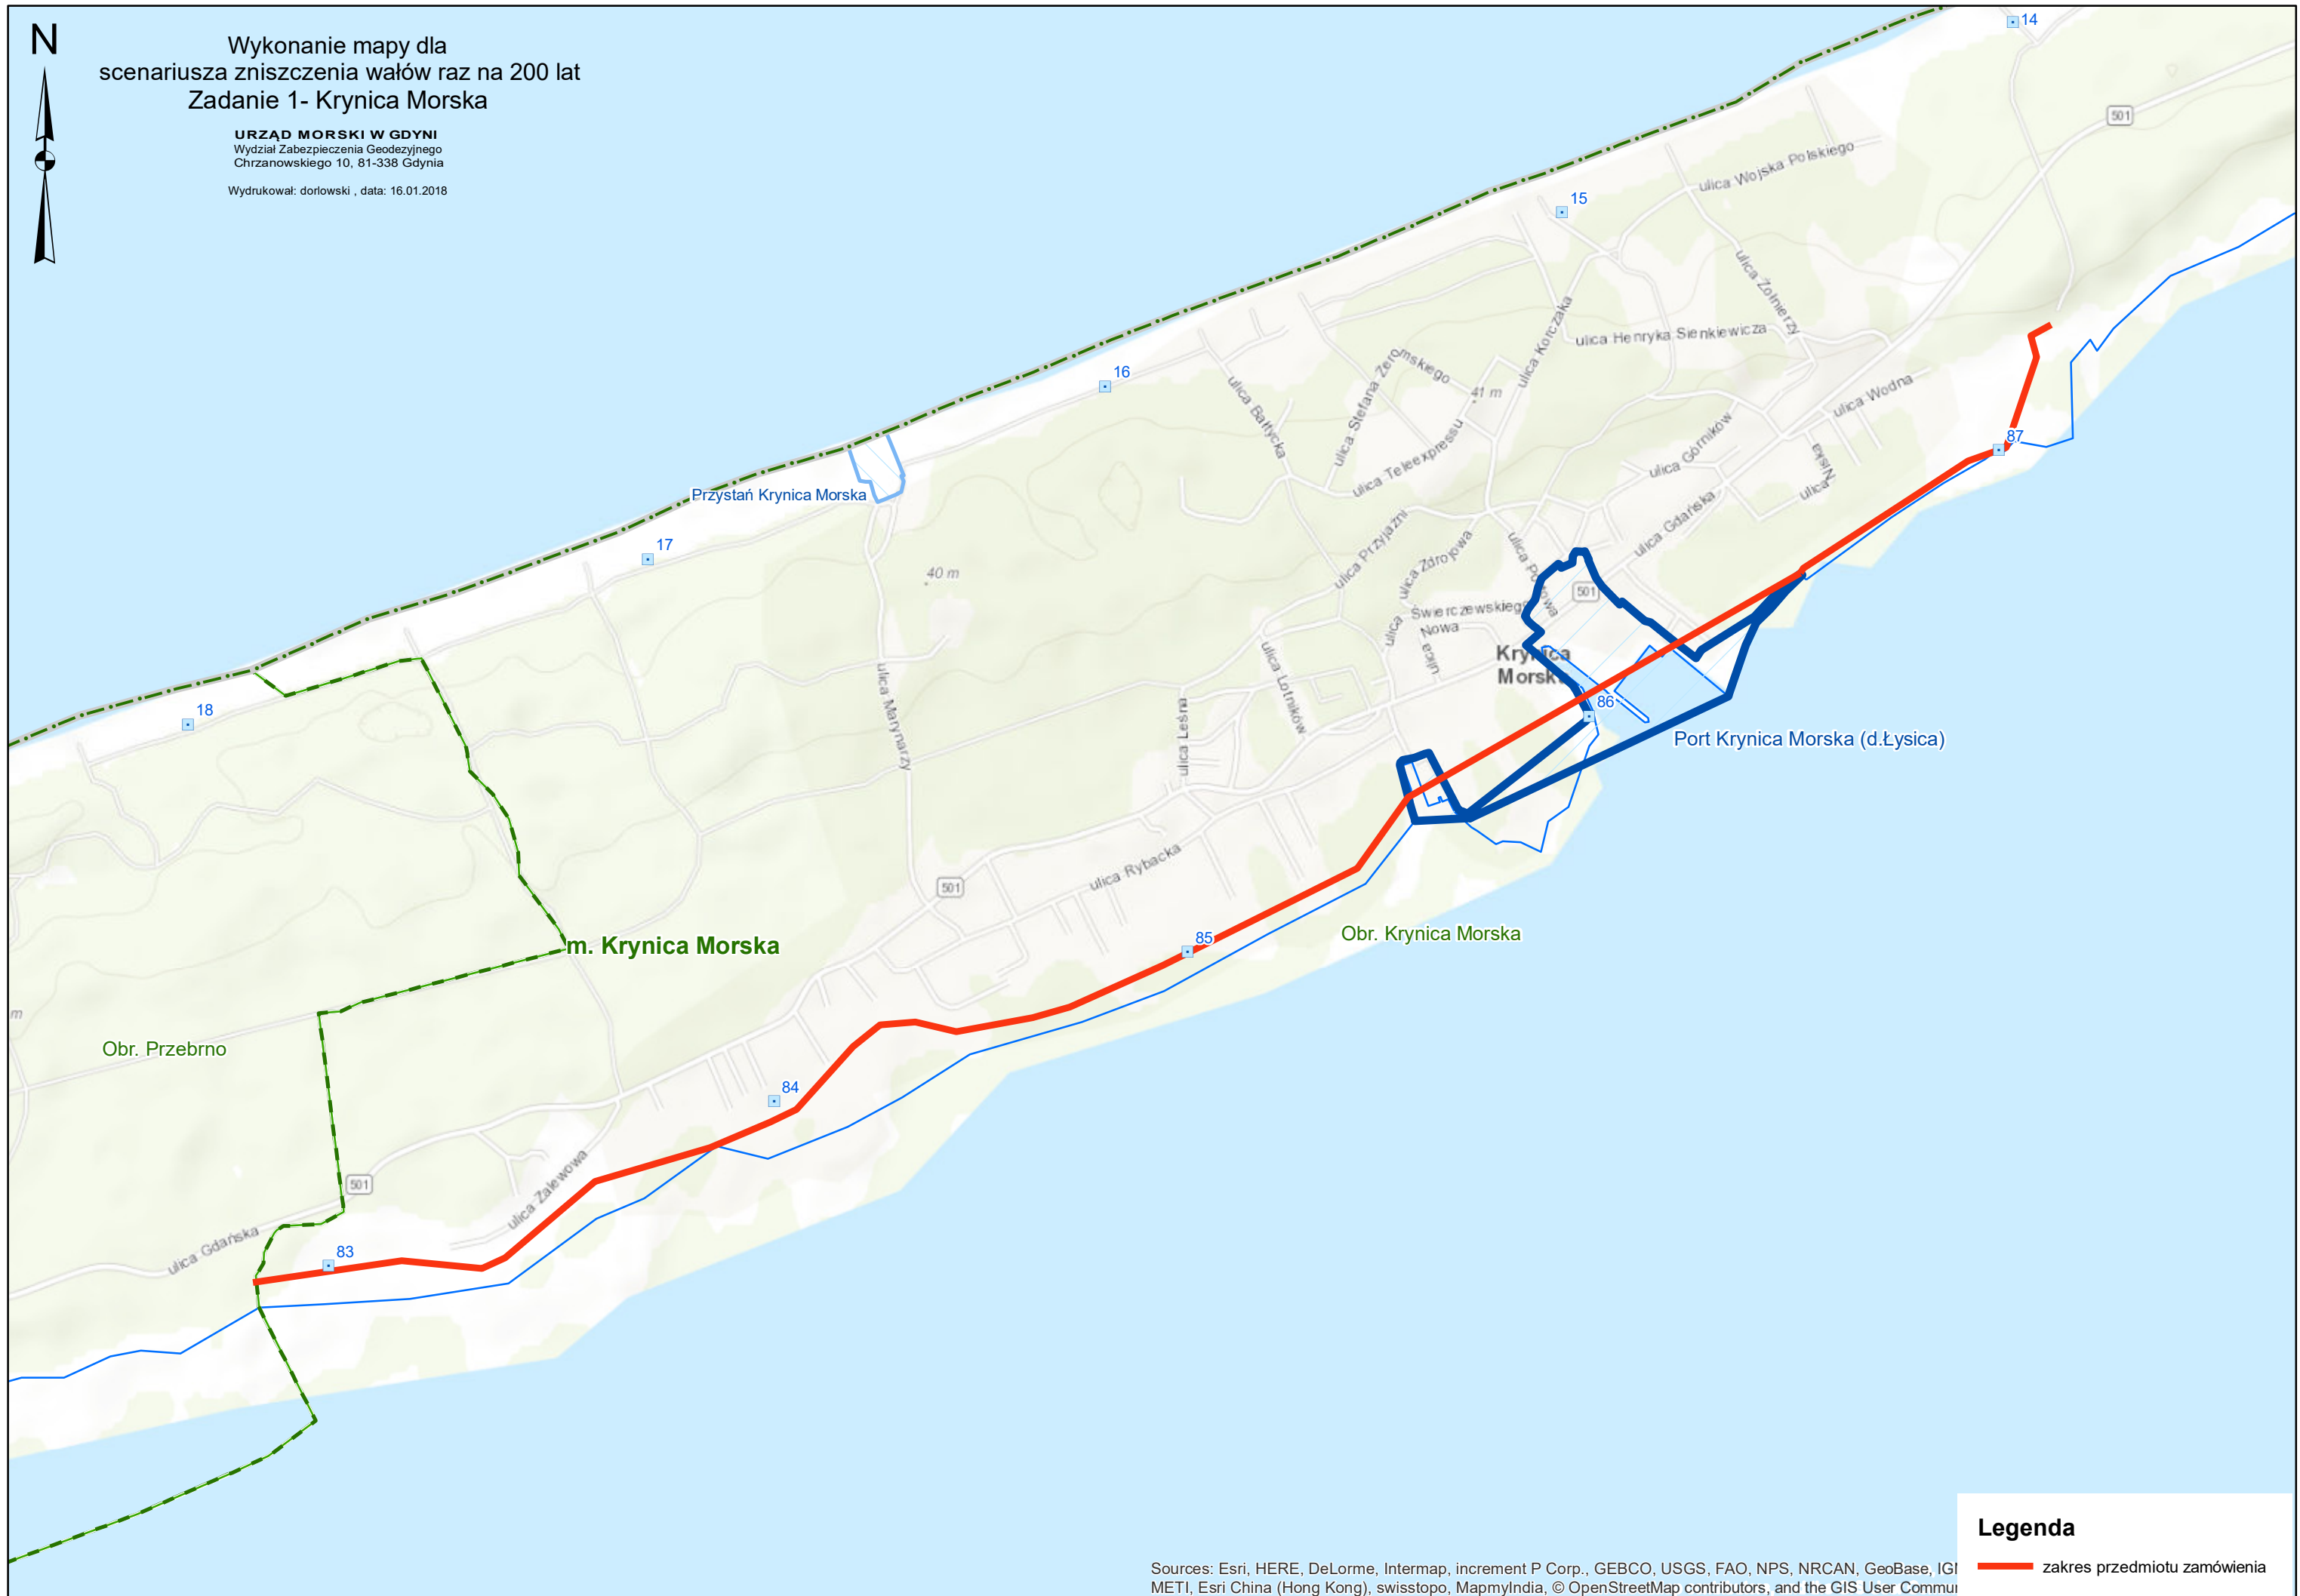 N
Wykonanie mapy dla
scenariusza zniszczenia wałów raz na 200 lat
Zadanie 1- Krynica Morska
URZĄD MORSKI W GDYNI
Wydział Zabezpieczenia Geodezyjnego
Chrzanowskiego 10, 81-338 Gdynia
Wydrukował: dorlowski , data: 16.01.2018
14
501
ulica Wojska Polskiego
15
ulica Żołnierzy
ulica Korczaka
ulica Henryka Sienkiewicza
16
ulica Stefana Żeromskiego
41 m
ulica Bałtycka
ulica Wodna
ulica Teleexpressu
ulica Górników
87
ulica Niska
Przystań Krynica Morska
ulica Gdańska
17
40 m
ulica Przyjaźni
ulica Zdrojowa
501
Świerczewskiego
ulica
ulica Nowa
Krynica
Morska
ulica Lotników
ulica Marynarzy
ulica Leśna
18
86
Port Krynica Morska (d.Łysica)
ulica Rybacka
501
85
Obr. Krynica Morska
m. Krynica Morska
m
Obr. Przebrno
84
501
ulica Zalewowa
ulica Gdańska
83
Legenda
zakres przedmiotu zamówienia
Sources: Esri, HERE, DeLorme, Intermap, increment P Corp., GEBCO, USGS, FAO, NPS, NRCAN, GeoBase,
METI, Esri China (Hong Kong), swisstopo, MapmyIndia, © OpenStreetMap contributors, and the GIS User